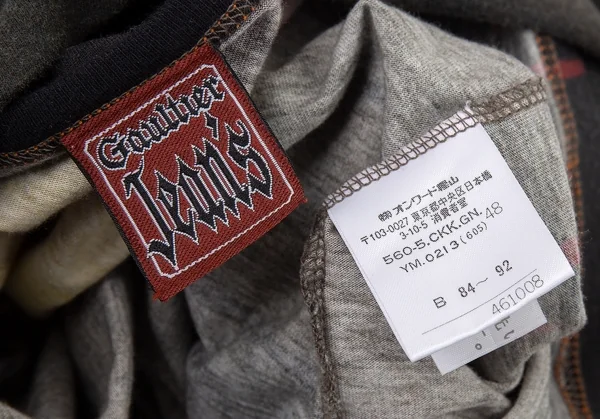 Gaultier
Jean's
㈱オンワード樫山
〒103-0027 東京都中央区日本橋
3-10-5 消費者室
560-5.CKK.GN. 48
YM.0213(605)
B 84～92
461008